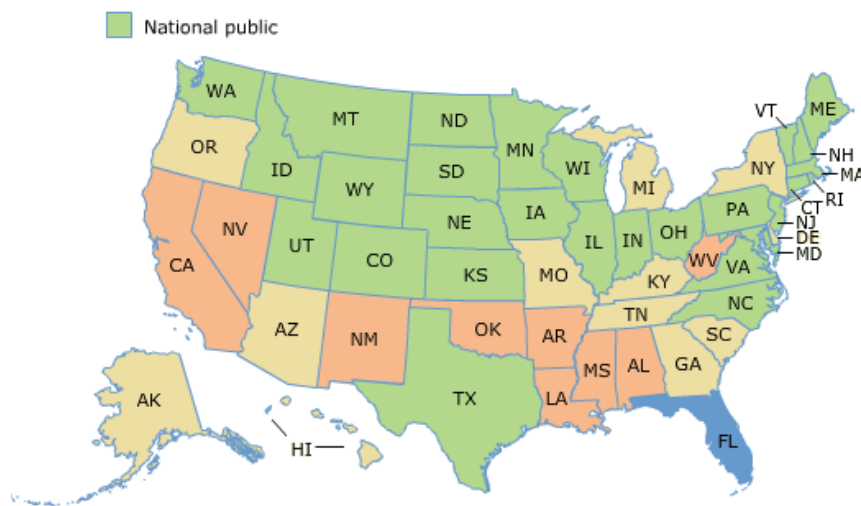 National public
WA
MT
ND
MN
OR
ID
WY
SD
WI
MI
VT
ME
NH
NY
MA
RI
CT
NV
UT
CO
NE
IA
IL
IN
OH
PA
NJ
DE
MD
CA
KS
MO
KY
WV
VA
AZ
NM
OK
AR
TN
NC
SC
TX
LA
MS
AL
GA
AK
HI
FL